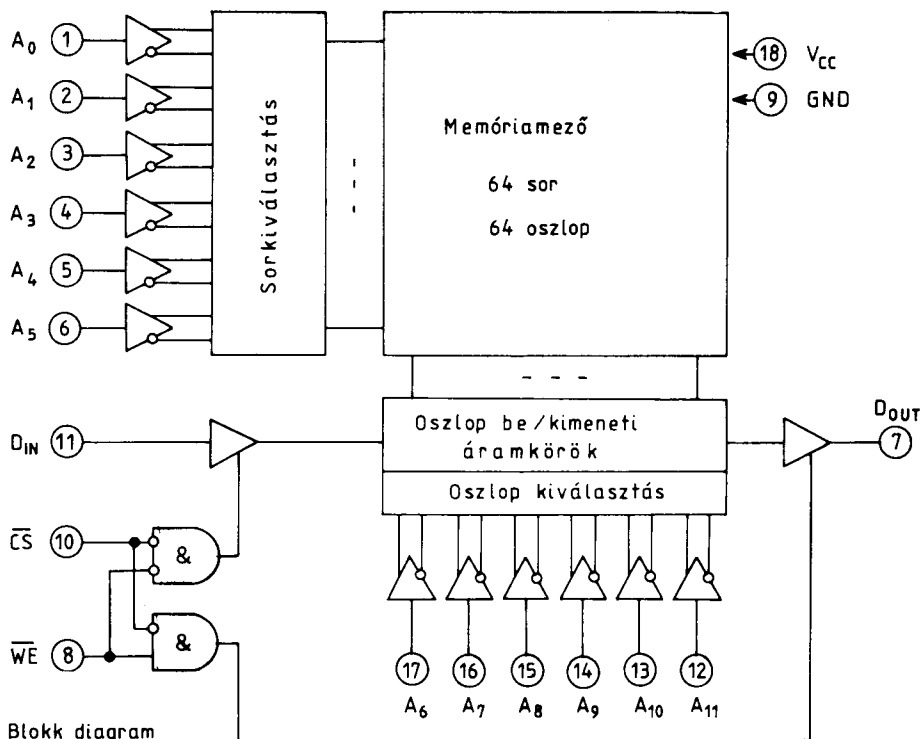 A0 1
A1 2
A2 3
A3 4
A4 5
A5 6
Sorkiválasztás
Memóriamező
64 sor
64 oszlop
18 VCC
9 GND
- - -
DIN 11
Oszlop be/kimeneti
áramkörök
Oszlop kiválasztás
DOUT
7
C̅S̅ 10
&
W̅E̅ 8
&
17 16 15 14 13 12
A6 A7 A8 A9 A10 A11
Blokk diagram